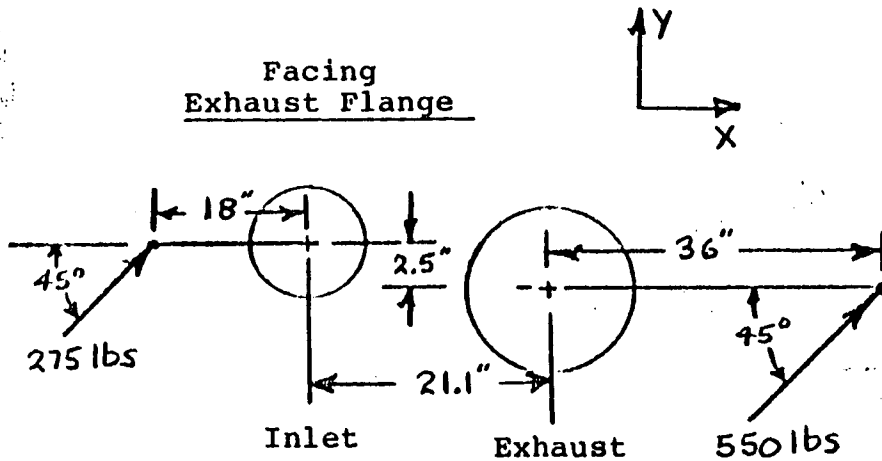 Y
Facing
Exhaust Flange
X
18"
2.5"
36"
45°
45°
275 lbs
21.1"
Inlet
Exhaust
550 lbs